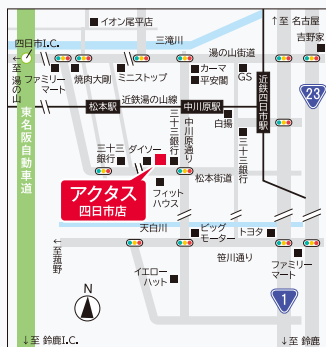 イオン尾平店
↑至 名古屋
吉野家
四日市I.C.
三滝川
湯の山街道
←至 湯の山
ファミリーマート
焼肉大剛
ミニストップ
カーマ
平安閣
GS
近鉄四日市駅
23
近鉄湯の山線
松本駅
中川原駅
白揚
東名阪自動車道
三十三銀行
ダイソー
三十三銀行
中川原通り
三十三銀行
松本街道
アクタス
四日市店
フィットハウス
天白川
ビッグモーター
トヨタ
笹川通り
←至 菰野
イエローハット
ファミリーマート
N
1
↓至 鈴鹿I.C.
↓至 鈴鹿